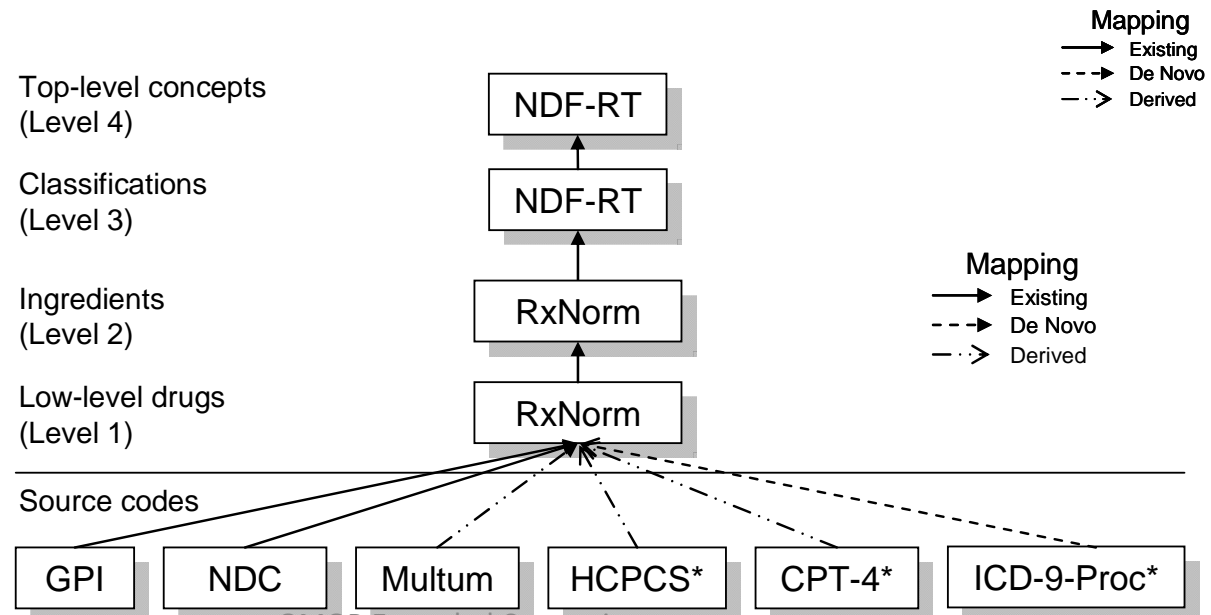 Mapping
Existing
De Novo
Derived
Top-level concepts
(Level 4)
NDF-RT
Classifications
(Level 3)
NDF-RT
Mapping
Existing
De Novo
Derived
Ingredients
(Level 2)
RxNorm
Low-level drugs
(Level 1)
RxNorm
Source codes
GPI
NDC
Multum
HCPCS*
CPT-4*
ICD-9-Proc*